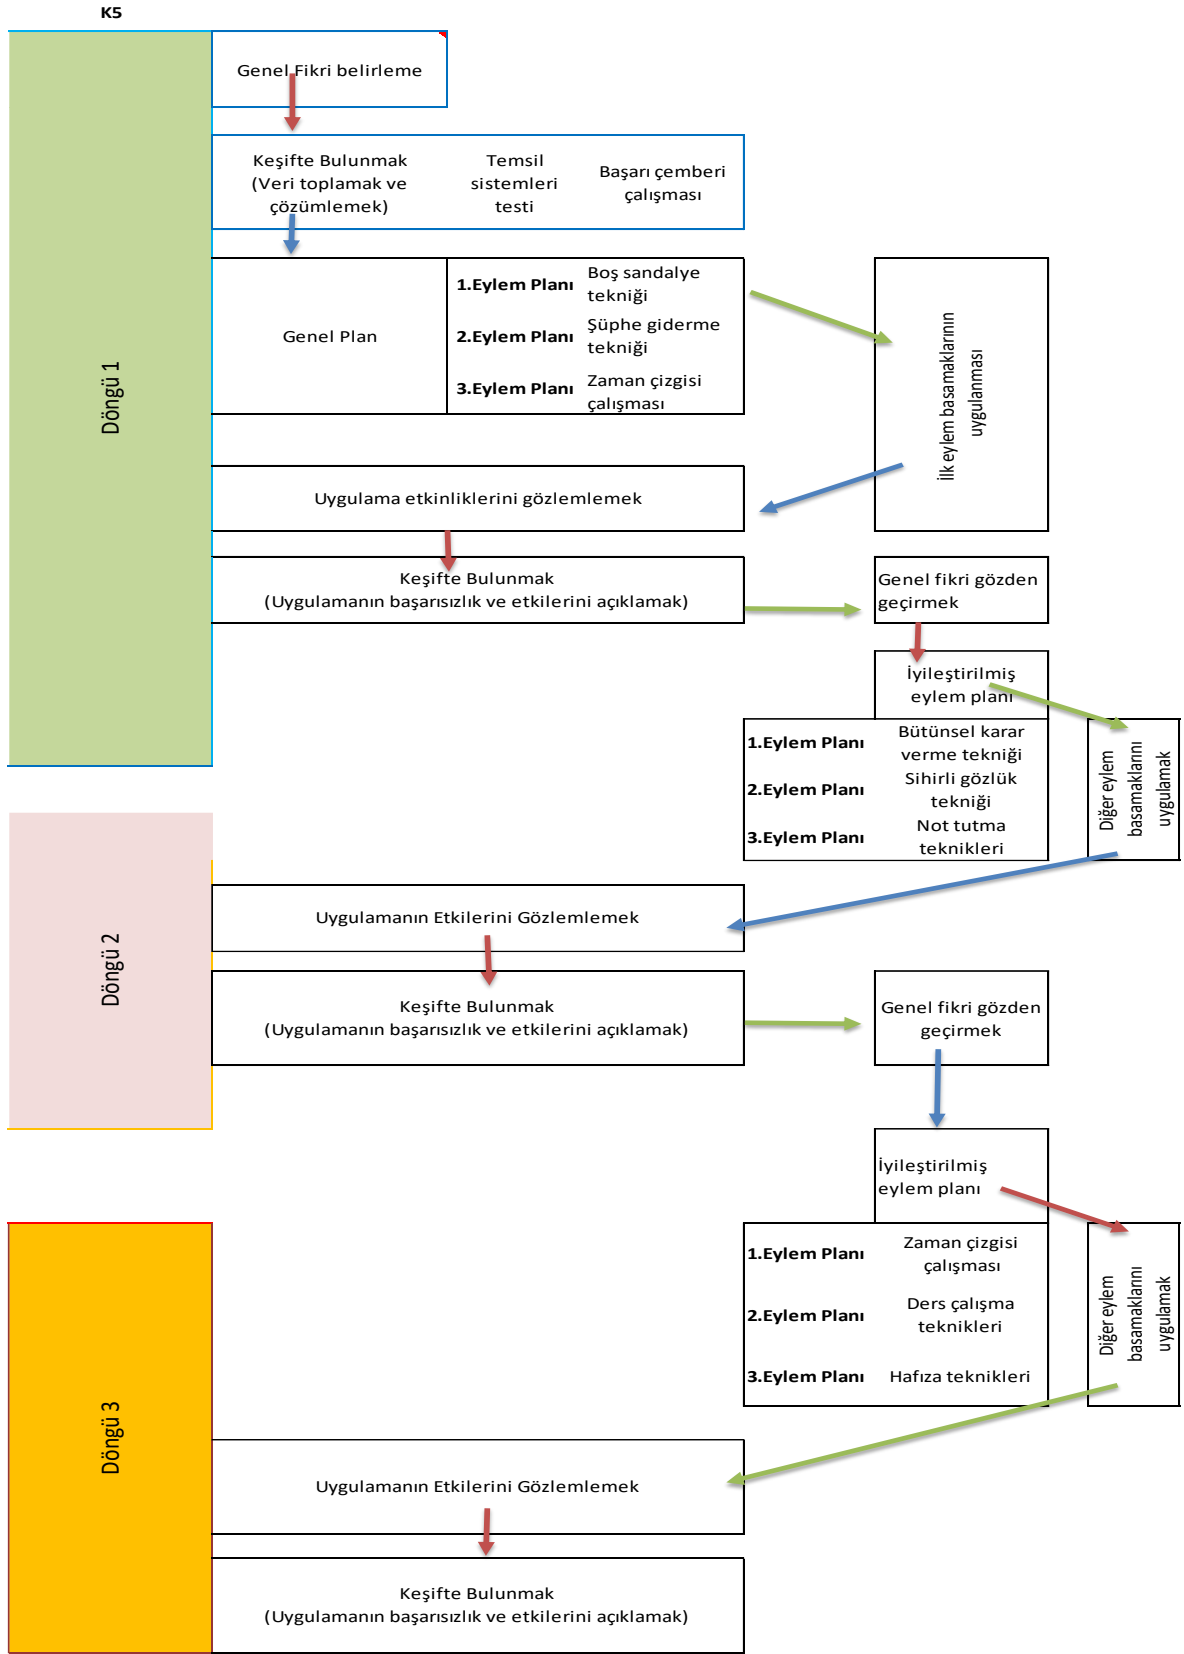 K5
Döngü 1
Genel Fikri belirleme
Keşifte Bulunmak
(Veri toplamak ve
çözümlemek)
Temsil
sistemleri
testi
Başarı çemberi
çalışması
Genel Plan
1.Eylem Planı
Boş sandalye
tekniği
2.Eylem Planı
Şüphe giderme
tekniği
3.Eylem Planı
Zaman çizgisi
çalışması
İlk eylem basamaklarının
uygulanması
Uygulama etkinliklerini gözlemlemek
Keşifte Bulunmak
(Uygulamanın başarısızlık ve etkilerini açıklamak)
Genel fikri gözden
geçirmek
İyileştirilmiş
eylem planı
1.Eylem Planı
Bütünsel karar
verme tekniği
2.Eylem Planı
Sihirli gözlük
tekniği
3.Eylem Planı
Not tutma
teknikleri
Diğer eylem
basamaklarını
uygulamak
Döngü 2
Uygulamanın Etkilerini Gözlemlemek
Keşifte Bulunmak
(Uygulamanın başarısızlık ve etkilerini açıklamak)
Genel fikri gözden
geçirmek
İyileştirilmiş
eylem planı
1.Eylem Planı
Zaman çizgisi
çalışması
2.Eylem Planı
Ders çalışma
teknikleri
3.Eylem Planı
Hafıza teknikleri
Diğer eylem
basamaklarını
uygulamak
Döngü 3
Uygulamanın Etkilerini Gözlemlemek
Keşifte Bulunmak
(Uygulamanın başarısızlık ve etkilerini açıklamak)